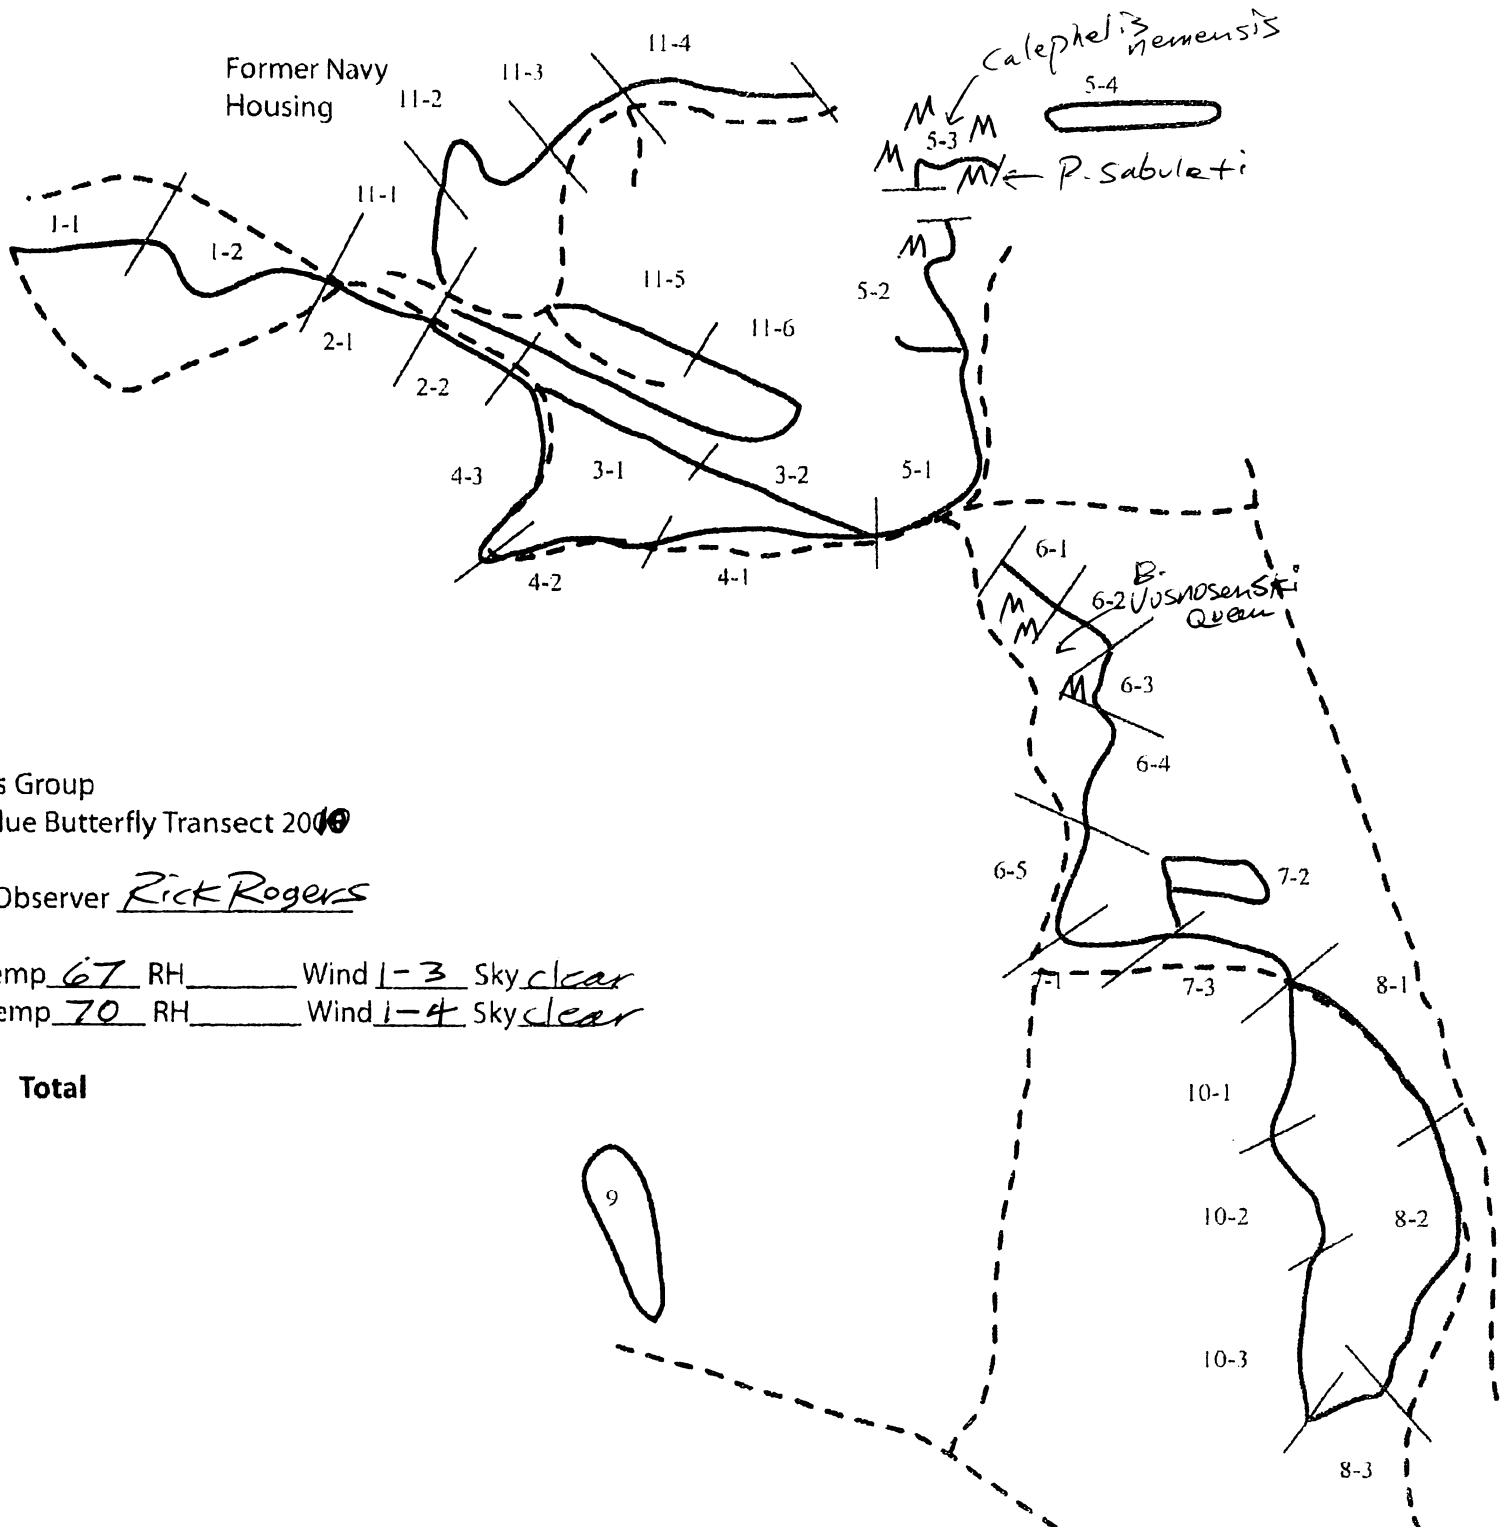 Calephelis
nemensis
Former Navy
Housing
11-4
11-3
11-2
5-4
M
M
5-3
M
M
P. sabulati
11-1
1-1
1-2
M
11-5
5-2
11-6
2-1
2-2
4-3
3-1
3-2
5-1
4-2
4-1
6-1
B.
6-2 Vosnosenski
Queen
M
M
M
6-3
6-4
s Group
lue Butterfly Transect 2010
6-5
7-2
Observer Rick Rogers
emp 67 RH Wind 1-3 Sky clear
emp 70 RH Wind 1-4 Sky clear
7-1
7-3
8-1
Total
10-1
9
10-2
8-2
10-3
8-3